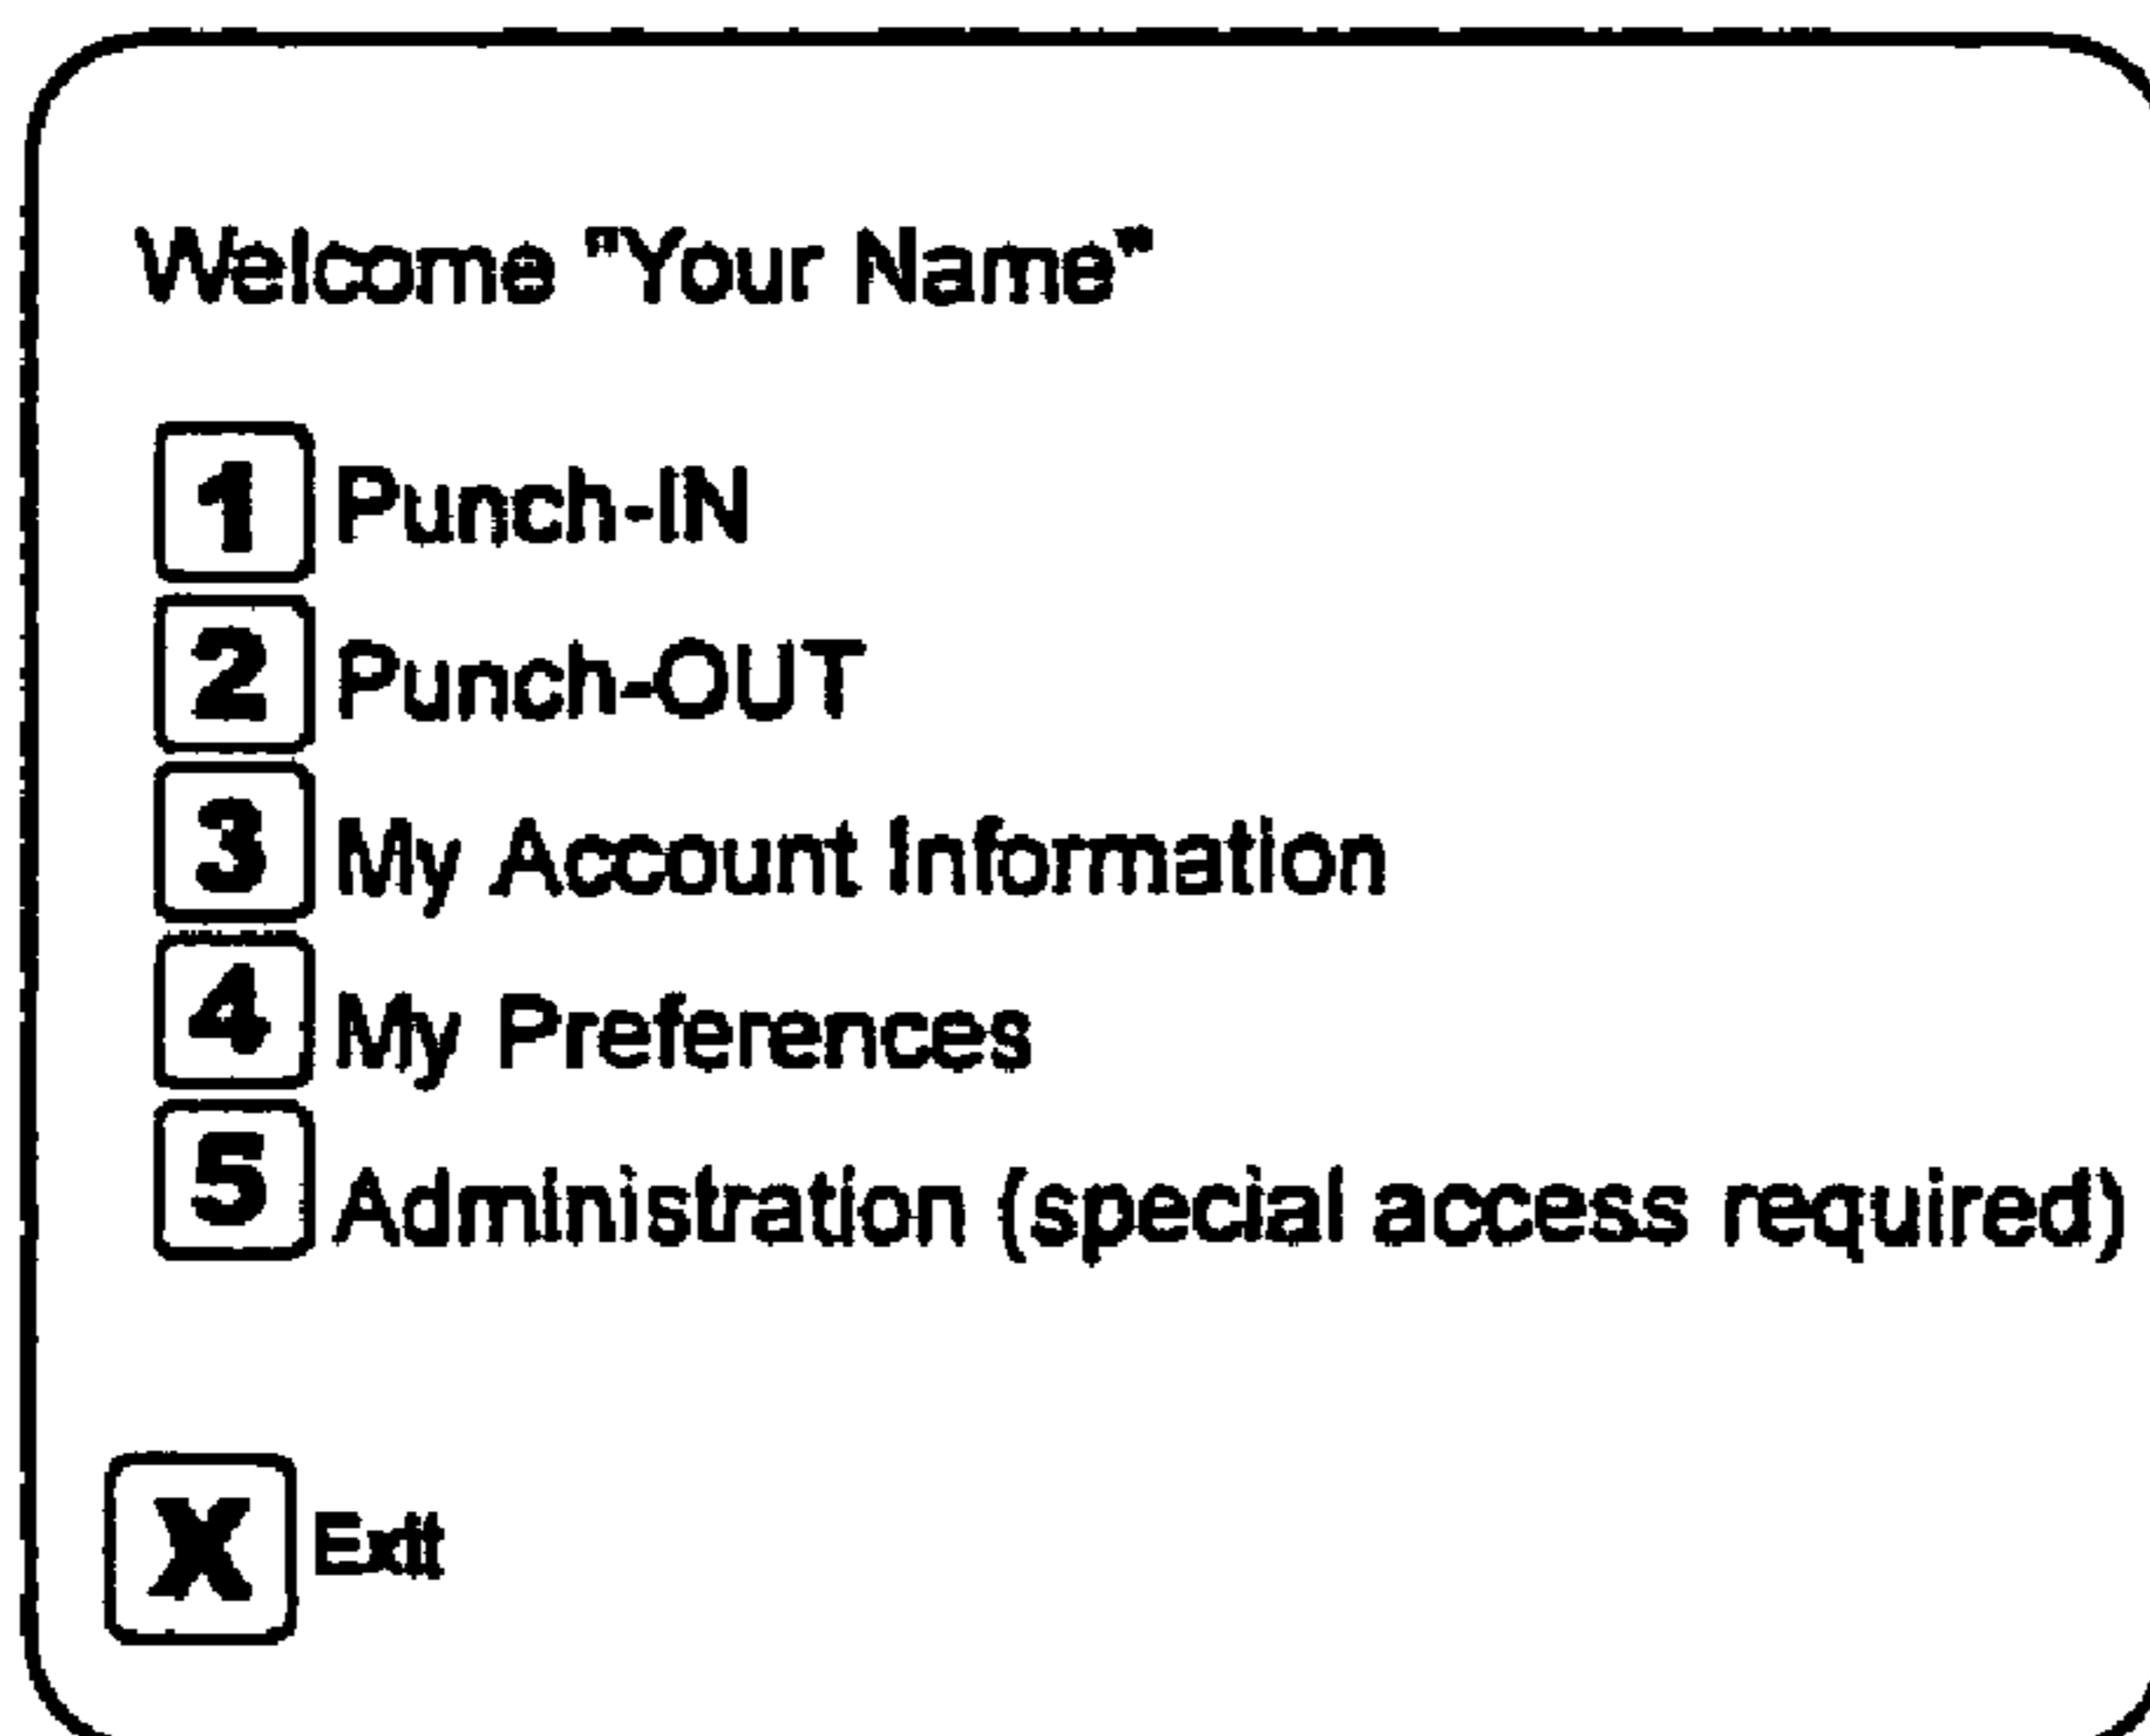 Welcome "Your Name"
1 Punch-IN
2 Punch-OUT
3 My Account Information
4 My Preferences
5 Administration (special access required)
X Exit